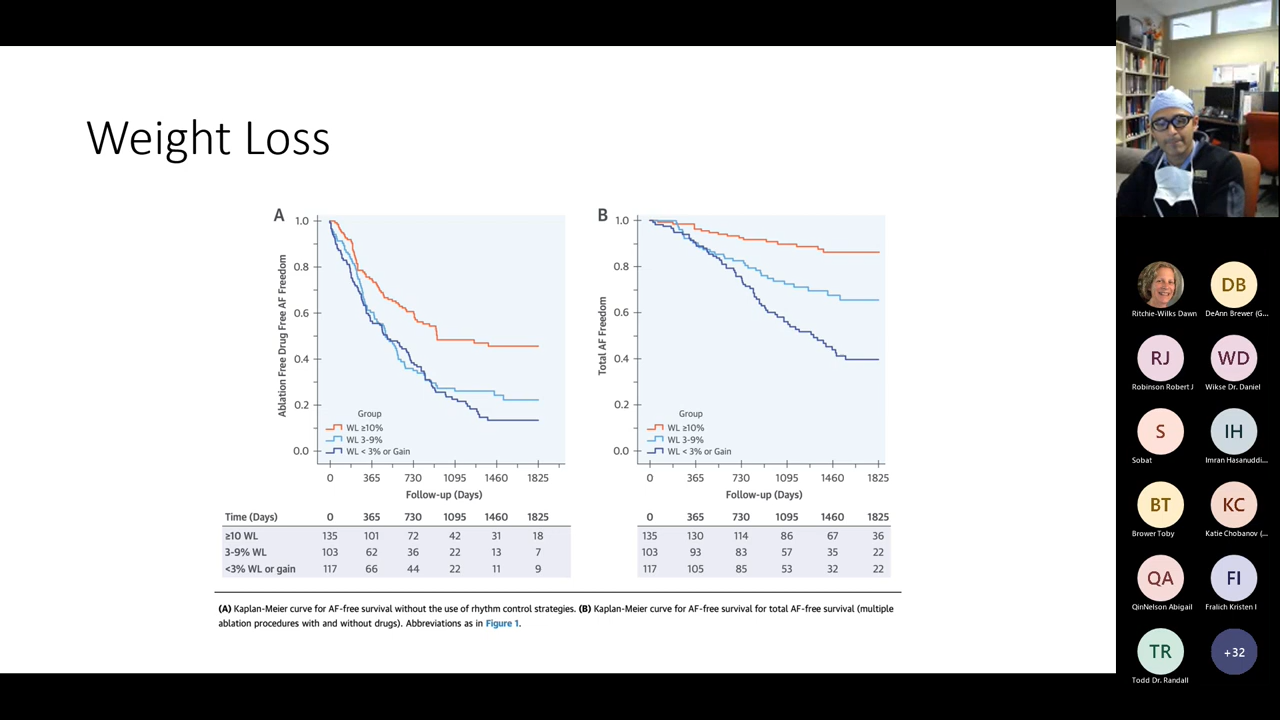 Weight Loss
A
1.0
0.8
0.6
0.4
0.2
0.0
Ablation Free Drug Free AF Freedom
Group
WL ≥10%
WL 3-9%
WL < 3% or Gain
0 365 730 1095 1460 1825
Follow-up (Days)
B
1.0
0.8
0.6
0.4
0.2
0.0
Total AF Freedom
Group
WL ≥10%
WL 3-9%
WL < 3% or Gain
0 365 730 1095 1460 1825
Follow-up (Days)
Time (Days) 0 365 730 1095 1460 1825 0 365 730 1095 1460 1825
≥10 WL 135 101 72 42 31 18 135 130 114 86 67 36
3-9% WL 103 62 36 22 13 7 103 93 83 57 35 22
<3% WL or gain 117 66 44 22 11 9 117 105 85 53 32 22
(A) Kaplan-Meier curve for AF-free survival without the use of rhythm control strategies. (B) Kaplan-Meier curve for AF-free survival for total AF-free survival (multiple
ablation procedures with and without drugs). Abbreviations as in Figure 1.
DB
Ritchie-Wilks Dawn DeAnn Brewer (G...
RJ WD
Robinson Robert J Wikse Dr. Daniel
S IH
Sobat Imran Hasanuddi...
BT KC
Brower Toby Katie Chobanov (...
QA FI
QinNelson Abigail Fralich Kristen I
TR +32
Todd Dr. Randall